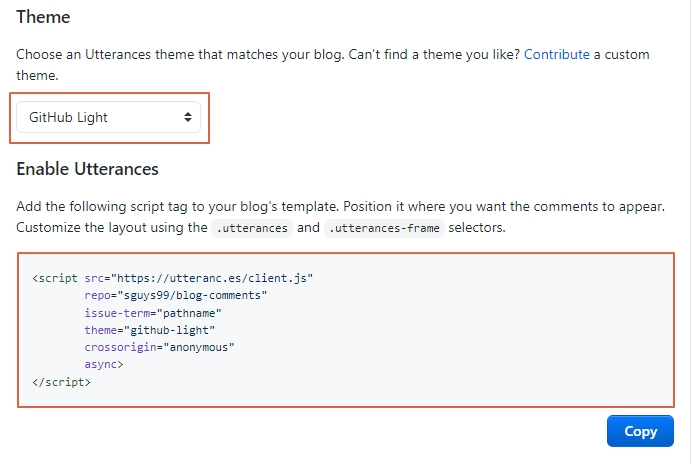 Theme
Choose an Utterances theme that matches your blog. Can't find a theme you like? Contribute a custom
theme.
GitHub Light
Enable Utterances
Add the following script tag to your blog's template. Position it where you want the comments to appear.
Customize the layout using the .utterances and .utterances-frame selectors.
<script src="https://utteranc.es/client.js"
repo="sguys99/blog-comments"
issue-term="pathname"
theme="github-light"
crossorigin="anonymous"
async>
</script>
Copy